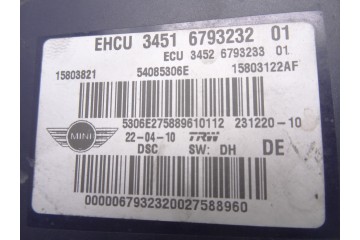 EHCU 3451 6793232 01
ECU 3452 6793233 01
15803821 54085306E 15803122AF
5306E275889610112 231220-10
MINI 22-04-10 TRW DE
DSC SW: DH
0000067932320027588960